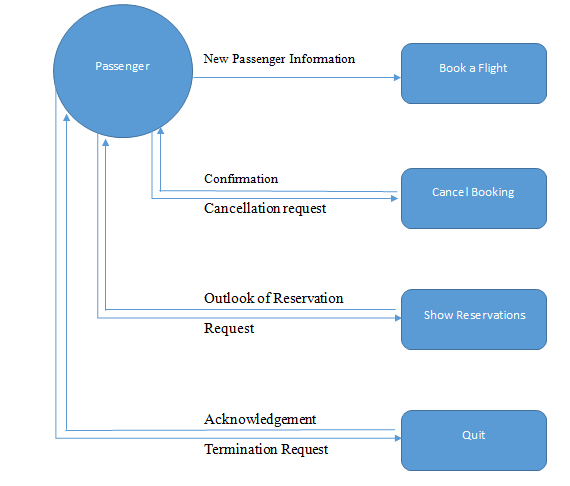 Passenger
New Passenger Information
Book a Flight
Confirmation
Cancel Booking
Cancellation request
Outlook of Reservation
Show Reservations
Request
Acknowledgement
Quit
Termination Request